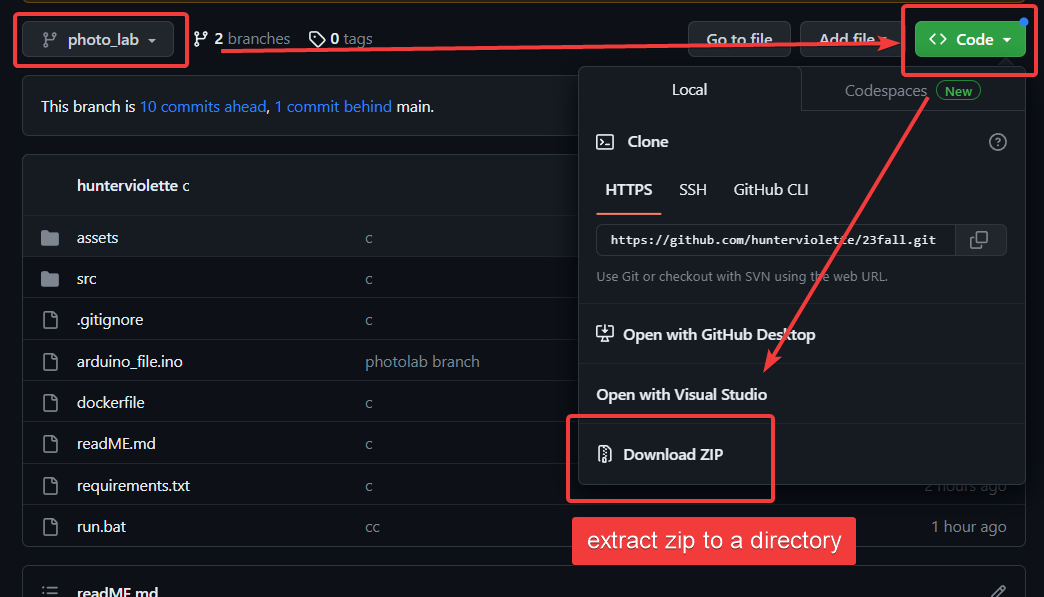 photo_lab
2 branches
0 tags
Go to file
Add file
Code
This branch is 10 commits ahead, 1 commit behind main.
Local
Codespaces New
Clone
HTTPS SSH GitHub CLI
https://github.com/hunterviolette/23fall.git
Use Git or checkout with SVN using the web URL.
Open with GitHub Desktop
Open with Visual Studio
Download ZIP
extract zip to a directory
hunterviolette c
assets c
src c
.gitignore c
arduino_file.ino photolab branch
dockerfile c
readME.md c
requirements.txt c 2 hours ago
run.bat cc 1 hour ago
readME.md